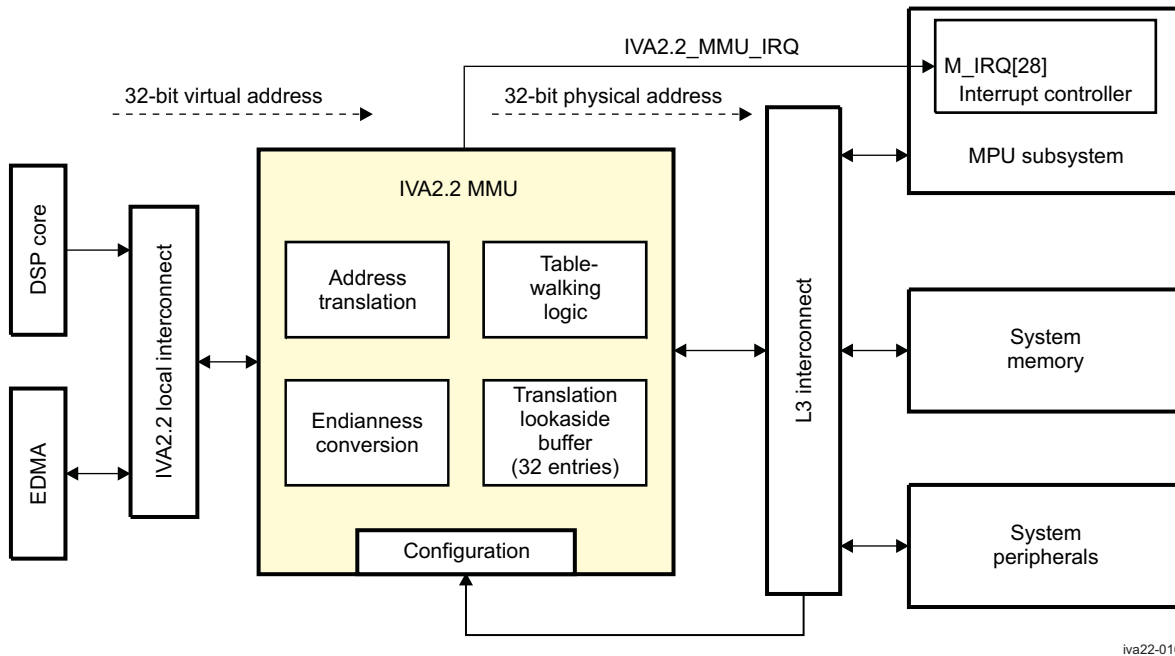 IVA2.2_MMU_IRQ
M_IRQ[28]
Interrupt controller
MPU subsystem
32-bit virtual address
32-bit physical address
IVA2.2 MMU
DSP core
EDMA
IVA2.2 local interconnect
Address
translation
Table-
walking
logic
Endianness
conversion
Translation
lookaside
buffer
(32 entries)
Configuration
L3 interconnect
System
memory
System
peripherals